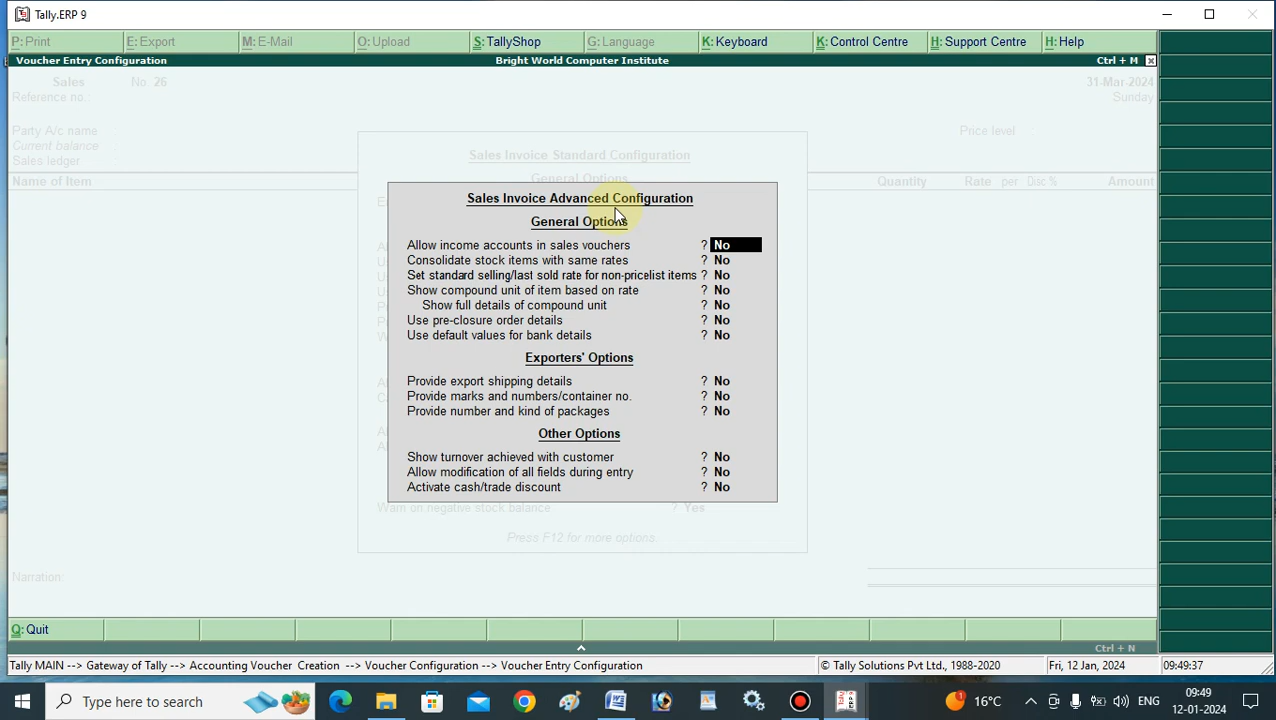 Tally.ERP 9
P: Print E: Export M: E-Mail O: Upload S: TallyShop G: Language K: Keyboard K: Control Centre H: Support Centre H: Help
Voucher Entry Configuration Bright World Computer Institute Ctrl + M
Sales No 26 31-Mar-2024
Reference no.: Sunday
Party A/c name : Price level :
Current balance :
Sales ledger :
Name of Item Quantity Rate per Disc % Amount
Sales Invoice Standard Configuration
General Options
Sales Invoice Advanced Configuration
General Options
Allow income accounts in sales vouchers ? No
Consolidate stock items with same rates ? No
Set standard selling/last sold rate for non-pricelist items ? No
Show compound unit of item based on rate ? No
Show full details of compound unit ? No
Use pre-closure order details ? No
Use default values for bank details ? No
Exporters' Options
Provide export shipping details ? No
Provide marks and numbers/container no. ? No
Provide number and kind of packages ? No
Other Options
Show turnover achieved with customer ? No
Allow modification of all fields during entry ? No
Activate cash/trade discount ? No
Warn on negative stock balance ? Yes
Press F12 for more options.
Narration:
Q: Quit
Ctrl + N
Tally MAIN --> Gateway of Tally --> Accounting Voucher Creation --> Voucher Configuration --> Voucher Entry Configuration © Tally Solutions Pvt Ltd., 1988-2020 Fri, 12 Jan, 2024 09:49:37
Type here to search 16°C ENG 09:49
12-01-2024